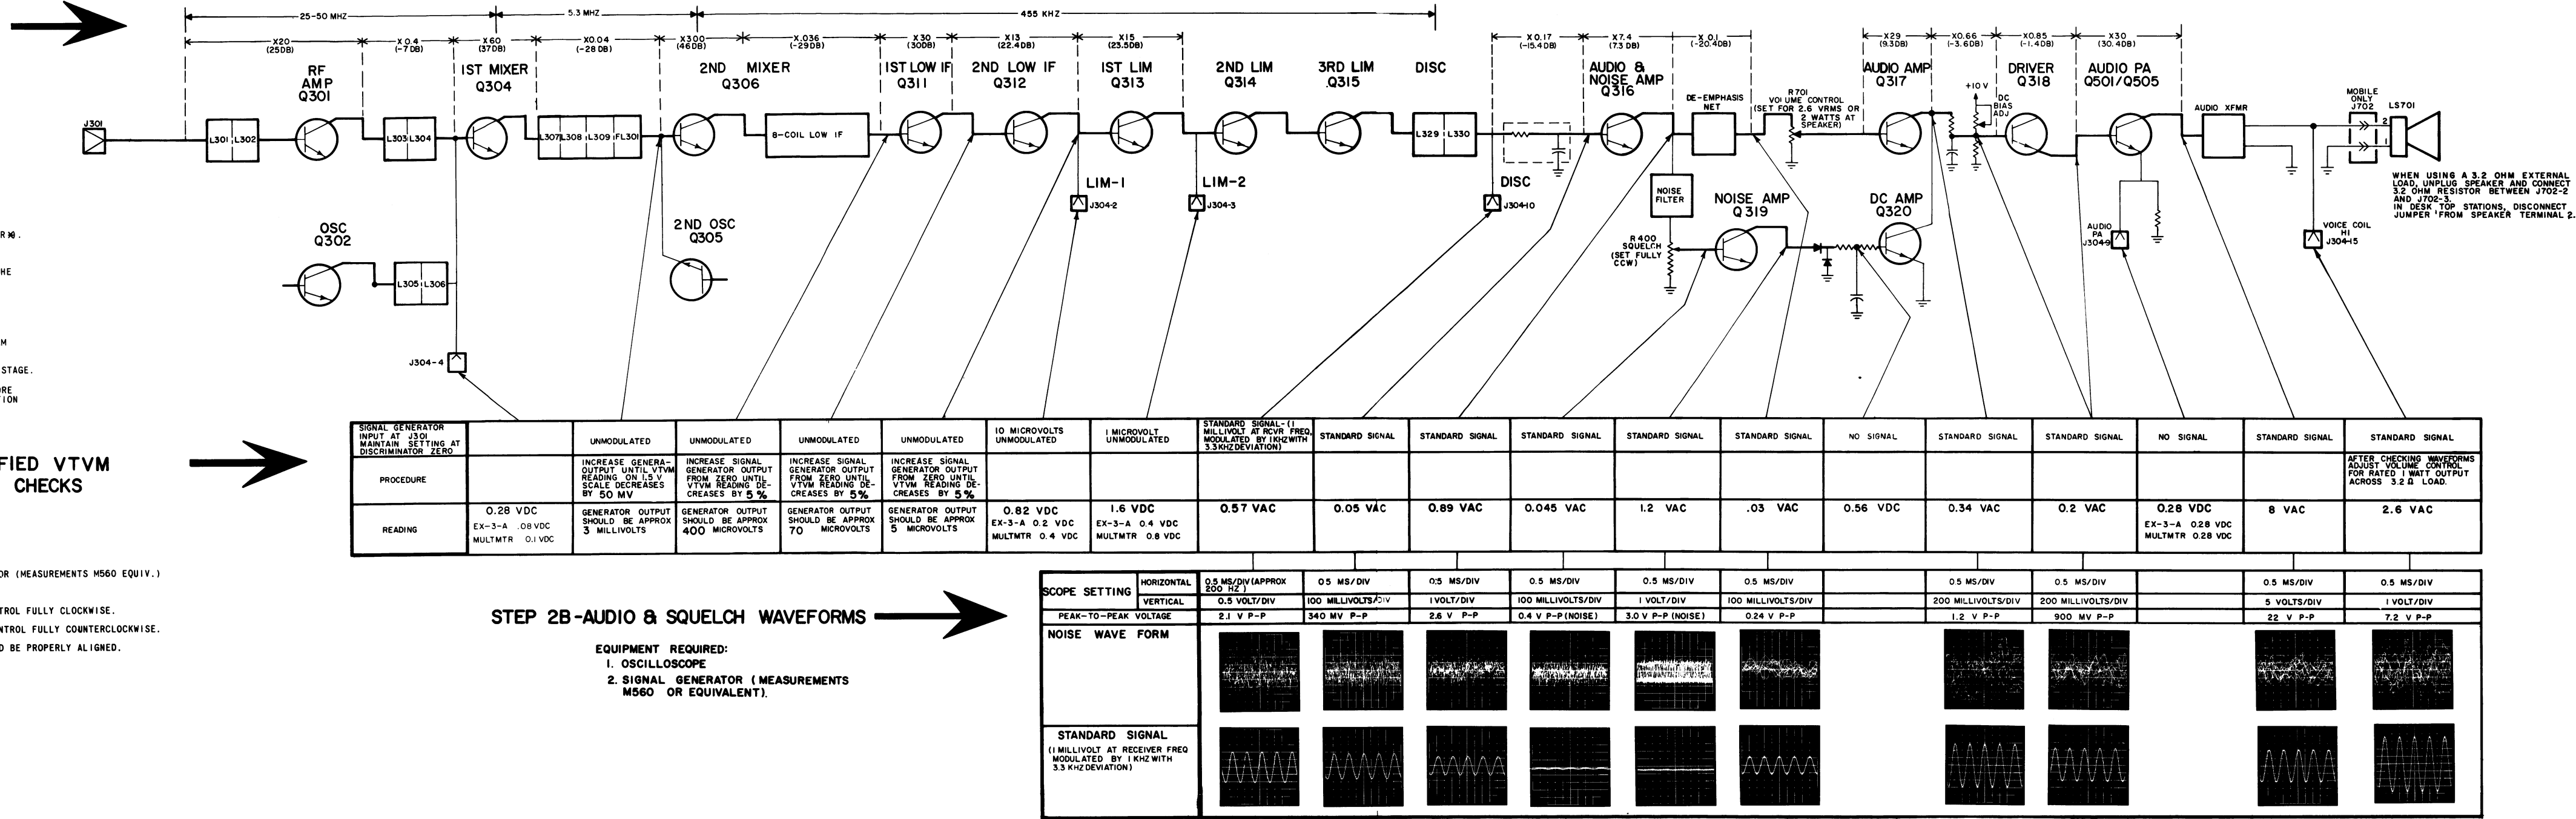 25-50 MHZ
5.3 MHZ
455 KHZ
X20
(25DB)
X0.4
(-7DB)
X60
(37DB)
X0.04
(-28DB)
X300
(46DB)
X.036
(-29DB)
X30
(30DB)
X13
(22.4DB)
X15
(23.5DB)
X 0.17
(-15.4DB)
X7.4
(7.3 DB)
X 0.1
(-20.4DB)
X29
(9.3DB)
X0.66
(-3.6DB)
X0.85
(-1.4DB)
X30
(30.4DB)
RF
AMP
Q301
1ST MIXER
Q304
2ND MIXER
Q306
1ST LOW IF
Q311
2ND LOW IF
Q312
1ST LIM
Q313
2ND LIM
Q314
3RD LIM
Q315
DISC
AUDIO &
NOISE AMP
Q316
DE-EMPHASIS
NET
R701
VOLUME CONTROL
(SET FOR 2.6 VRMS OR
2 WATTS AT
SPEAKER)
AUDIO AMP
Q317
+10V
DC
BIAS
ADJ
DRIVER
Q318
AUDIO PA
Q501/Q505
AUDIO XFMR
MOBILE
ONLY
J702
LS701
2
1
J301
L301 L302
L303 L304
L307 L308 L309 FL301
8-COIL LOW IF
L329 L330
WHEN USING A 3.2 OHM EXTERNAL
LOAD, UNPLUG SPEAKER AND CONNECT
3.2 OHM RESISTOR BETWEEN J702-2
AND J702-3.
IN DESK TOP STATIONS, DISCONNECT
JUMPER FROM SPEAKER TERMINAL 2.
LIM-1
J304-2
LIM-2
J304-3
DISC
J304-10
NOISE
FILTER
R400
SQUELCH
(SET FULLY
CCW)
NOISE AMP
Q319
DC AMP
Q320
AUDIO
PA
J304-9
VOICE COIL
HI
J304-15
OSC
Q302
L305 L306
2ND OSC
Q305
J304-4
HE
M
STAGE.
ORE
TION
FIED VTVM
CHECKS
SIGNAL GENERATOR
INPUT AT J301
MAINTAIN SETTING AT
DISCRIMINATOR ZERO
UNMODULATED
UNMODULATED
UNMODULATED
UNMODULATED
10 MICROVOLTS
UNMODULATED
1 MICROVOLT
UNMODULATED
STANDARD SIGNAL-(1
MILLIVOLT AT RCVR FREQ,
MODULATED BY 1KHZ WITH
3.3 KHZ DEVIATION)
STANDARD SIGNAL
STANDARD SIGNAL
STANDARD SIGNAL
STANDARD SIGNAL
STANDARD SIGNAL
NO SIGNAL
STANDARD SIGNAL
STANDARD SIGNAL
NO SIGNAL
STANDARD SIGNAL
STANDARD SIGNAL
PROCEDURE
INCREASE GENERA-
OUTPUT UNTIL VTVM
READING ON 1.5 V
SCALE DECREASES
BY 50 MV
INCREASE SIGNAL
GENERATOR OUTPUT
FROM ZERO UNTIL
VTVM READING DE-
CREASES BY 5%
INCREASE SIGNAL
GENERATOR OUTPUT
FROM ZERO UNTIL
VTVM READING DE-
CREASES BY 5%
INCREASE SIGNAL
GENERATOR OUTPUT
FROM ZERO UNTIL
VTVM READING DE-
CREASES BY 5%
AFTER CHECKING WAVEFORMS
ADJUST VOLUME CONTROL
FOR RATED 1 WATT OUTPUT
ACROSS 3.2 Ω LOAD.
READING
0.28 VDC
EX-3-A .08 VDC
MULTMTR 0.1 VDC
GENERATOR OUTPUT
SHOULD BE APPROX
3 MILLIVOLTS
GENERATOR OUTPUT
SHOULD BE APPROX
400 MICROVOLTS
GENERATOR OUTPUT
SHOULD BE APPROX
70 MICROVOLTS
GENERATOR OUTPUT
SHOULD BE APPROX
5 MICROVOLTS
0.82 VDC
EX-3-A 0.2 VDC
MULTMTR 0.4 VDC
1.6 VDC
EX-3-A 0.4 VDC
MULTMTR 0.8 VDC
0.57 VAC
0.05 VAC
0.89 VAC
0.045 VAC
1.2 VAC
.03 VAC
0.56 VDC
0.34 VAC
0.2 VAC
0.28 VDC
EX-3-A 0.28 VDC
MULTMTR 0.28 VDC
8 VAC
2.6 VAC
OR (MEASUREMENTS M560 EQUIV.)
TROL FULLY CLOCKWISE.
NTROL FULLY COUNTERCLOCKWISE.
D BE PROPERLY ALIGNED.
STEP 2B-AUDIO & SQUELCH WAVEFORMS
EQUIPMENT REQUIRED:
1. OSCILLOSCOPE
2. SIGNAL GENERATOR (MEASUREMENTS
M560 OR EQUIVALENT).
SCOPE SETTING
HORIZONTAL
0.5 MS/DIV (APPROX
200 HZ)
0.5 MS/DIV
0.5 MS/DIV
0.5 MS/DIV
0.5 MS/DIV
0.5 MS/DIV
0.5 MS/DIV
0.5 MS/DIV
0.5 MS/DIV
0.5 MS/DIV
VERTICAL
0.5 VOLT/DIV
100 MILLIVOLTS/DIV
1 VOLT/DIV
100 MILLIVOLTS/DIV
1 VOLT/DIV
100 MILLIVOLTS/DIV
200 MILLIVOLTS/DIV
200 MILLIVOLTS/DIV
5 VOLTS/DIV
1 VOLT/DIV
PEAK-TO-PEAK VOLTAGE
2.1 V P-P
340 MV P-P
2.6 V P-P
0.4 V P-P (NOISE)
3.0 V P-P (NOISE)
0.24 V P-P
1.2 V P-P
900 MV P-P
22 V P-P
7.2 V P-P
NOISE WAVE FORM
STANDARD SIGNAL
(1 MILLIVOLT AT RECEIVER FREQ
MODULATED BY 1 KHZ WITH
3.3 KHZ DEVIATION)